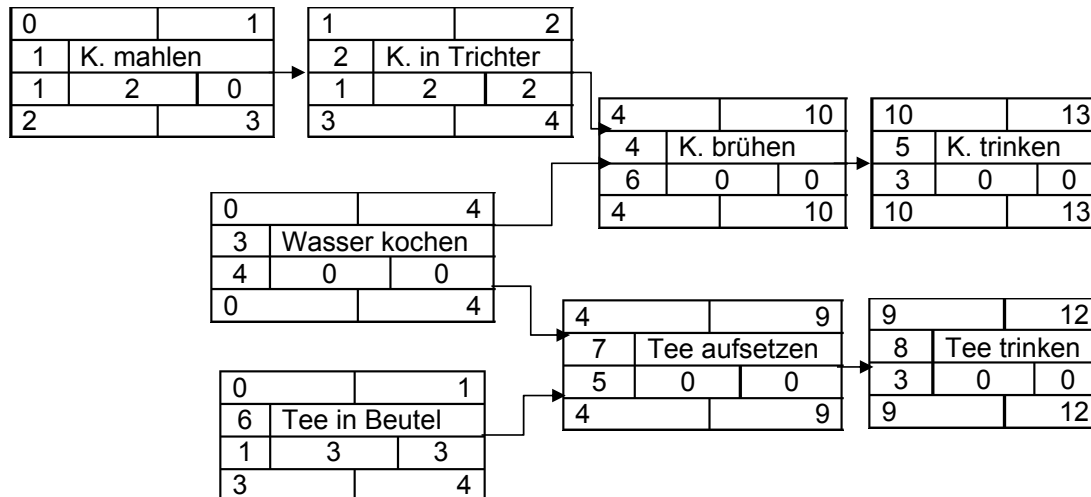 0 1
1 K. mahlen
1 2 0
2 3
1 2
2 K. in Trichter
1 2 2
3 4
4 10
4 K. brühen
6 0 0
4 10
10 13
5 K. trinken
3 0 0
10 13
0 4
3 Wasser kochen
4 0 0
0 4
4 9
7 Tee aufsetzen
5 0 0
4 9
9 12
8 Tee trinken
3 0 0
9 12
0 1
6 Tee in Beutel
1 3 3
3 4